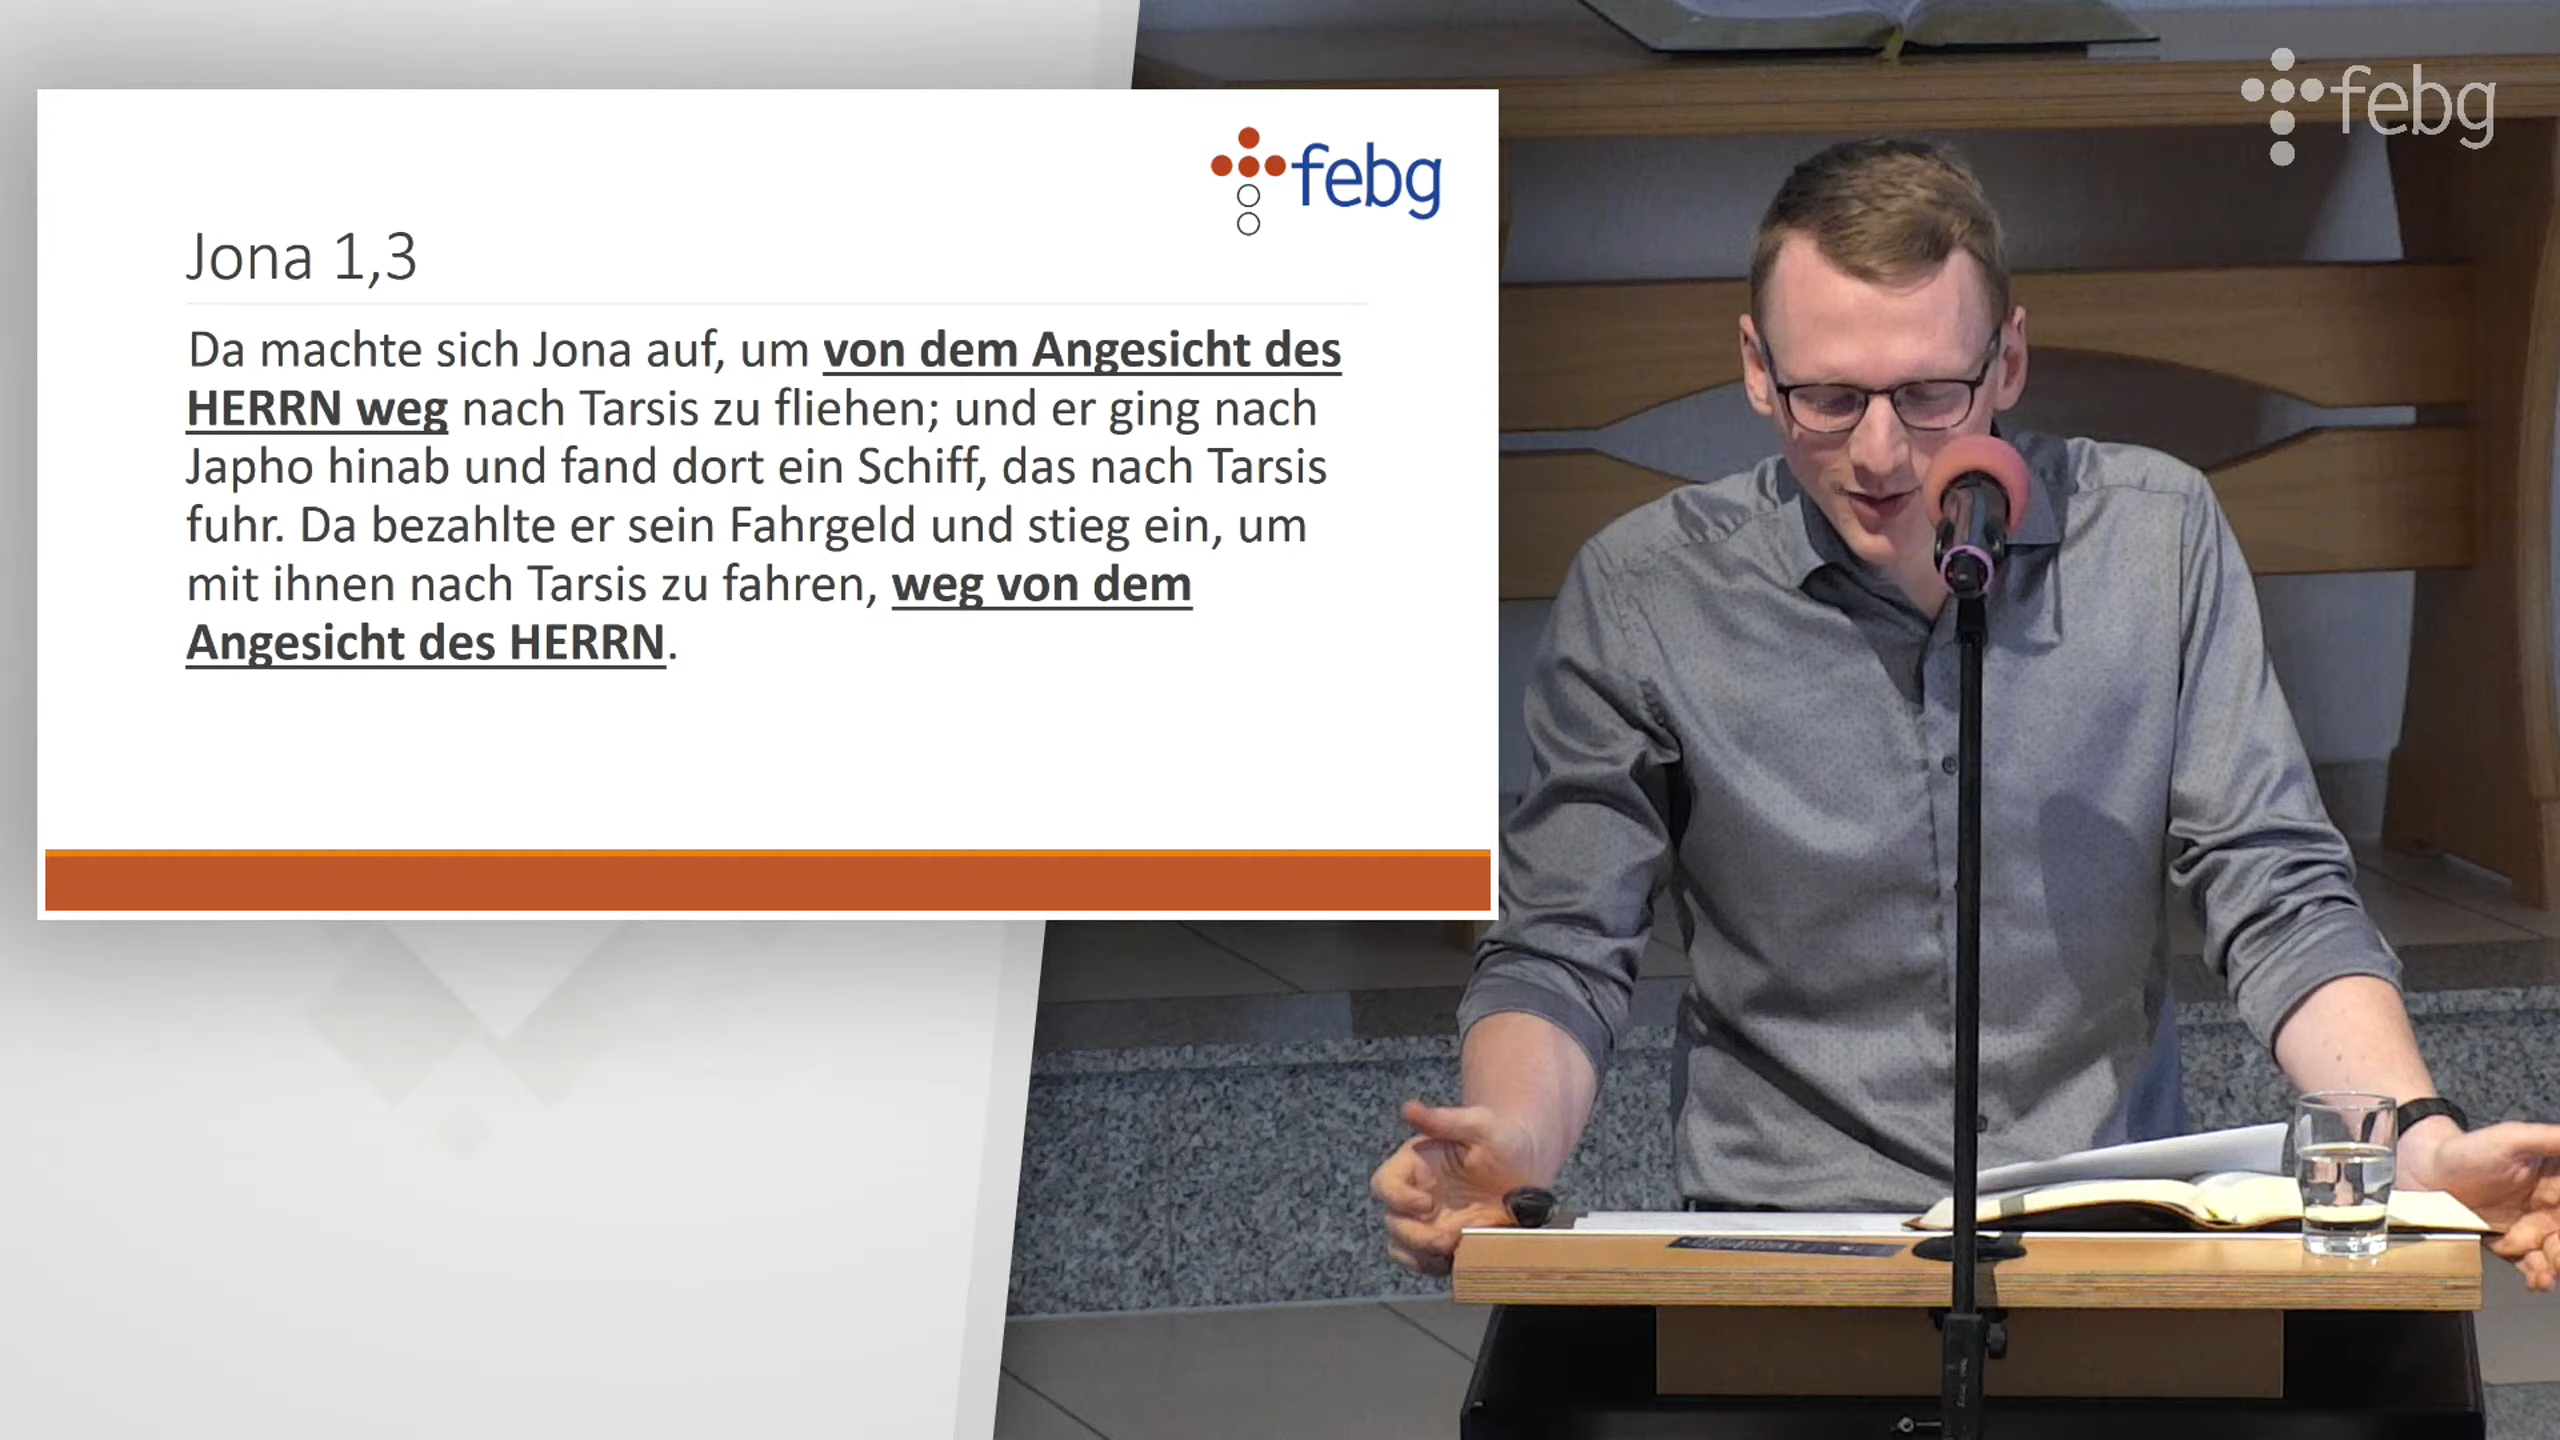 febg
Jona 1,3
Da machte sich Jona auf, um von dem Angesicht des
HERRN weg nach Tarsis zu fliehen; und er ging nach
Japho hinab und fand dort ein Schiff, das nach Tarsis
fuhr. Da bezahlte er sein Fahrgeld und stieg ein, um
mit ihnen nach Tarsis zu fahren, weg von dem
Angesicht des HERRN.
febg